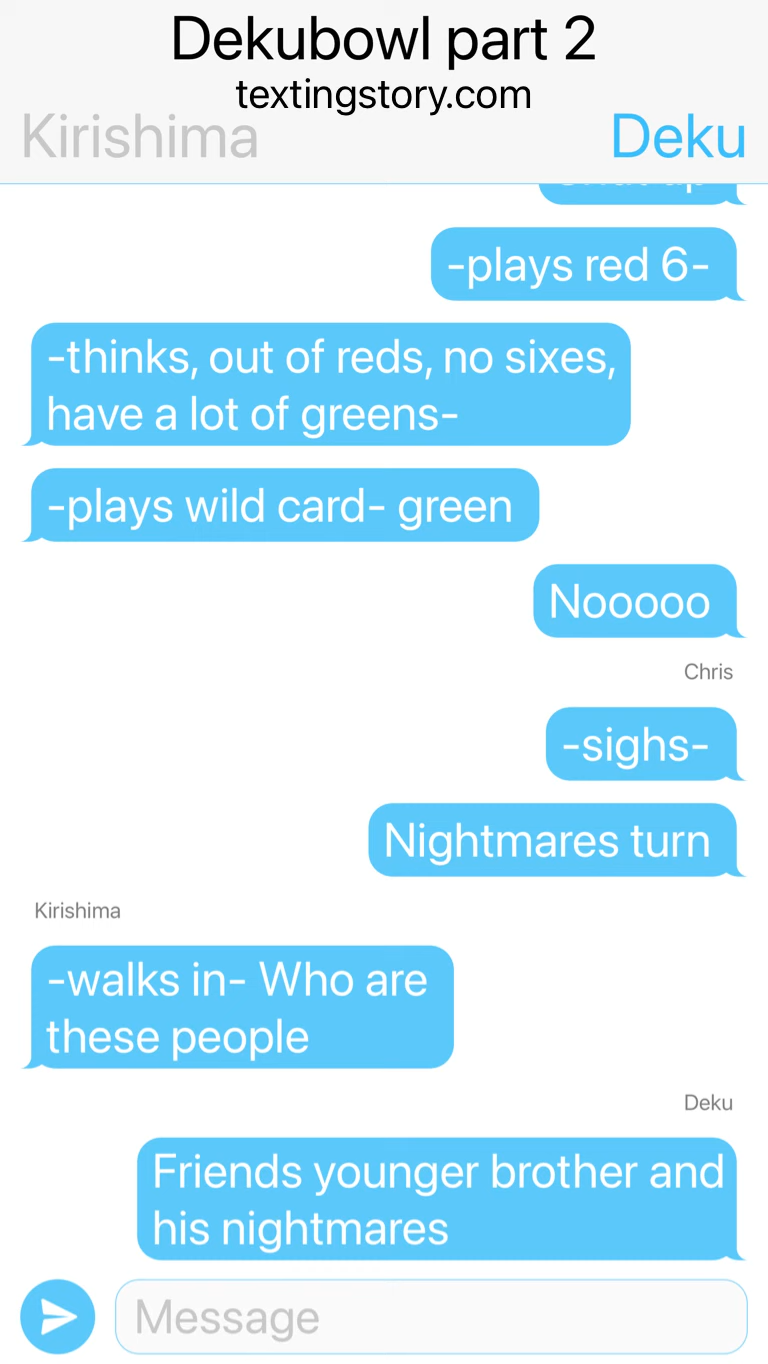 Dekubowl part 2
textingstory.com
Kirishima Deku
-plays red 6-
-thinks, out of reds, no sixes,
have a lot of greens-
-plays wild card- green
Nooooo
Chris
-sighs-
Nightmares turn
Kirishima
-walks in- Who are
these people
Deku
Friends younger brother and
his nightmares
Message